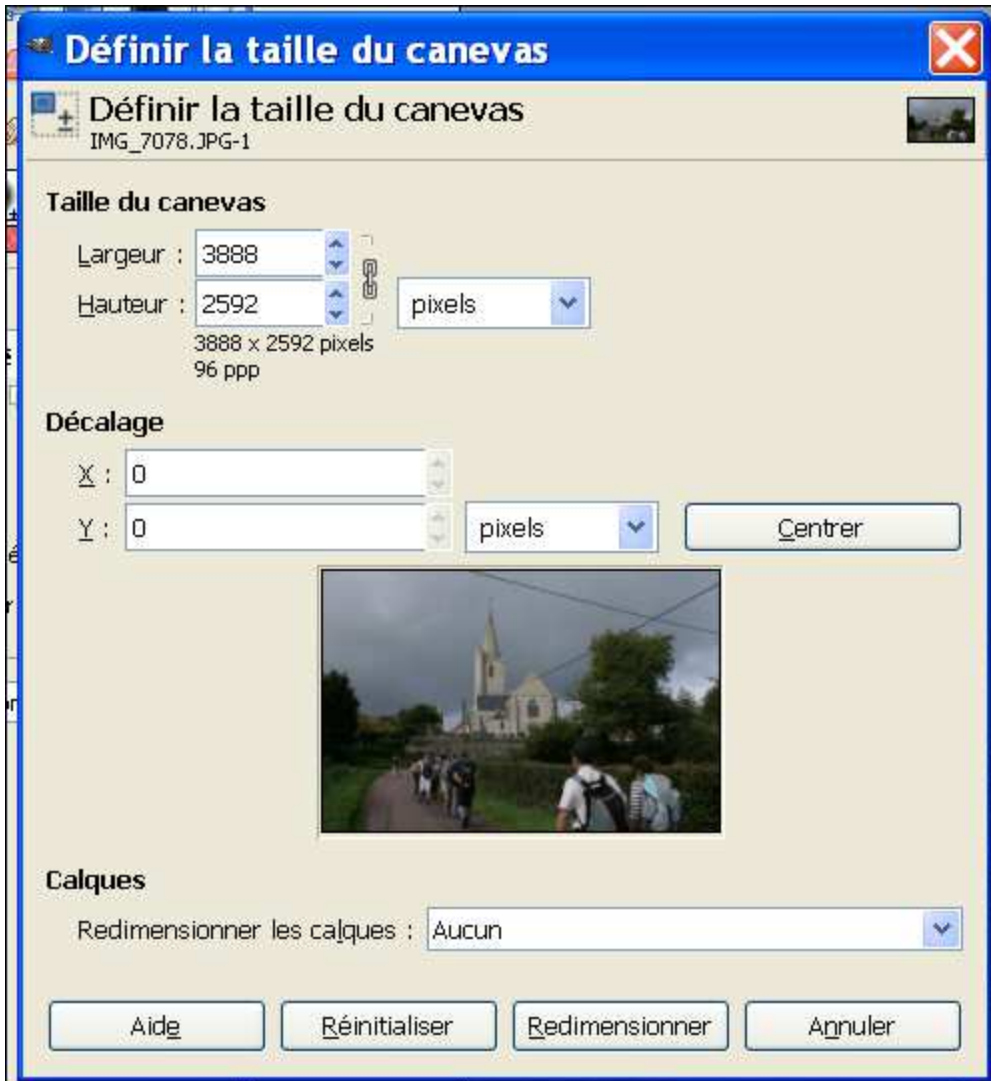 Définir la taille du canevas
Définir la taille du canevas
IMG_7078.JPG-1
Taille du canevas
Largeur : 3888
Hauteur : 2592 pixels
3888 x 2592 pixels
96 ppp
Décalage
X : 0
Y : 0 pixels Centrer
Calques
Redimensionner les calques : Aucun
Aide Réinitialiser Redimensionner Annuler